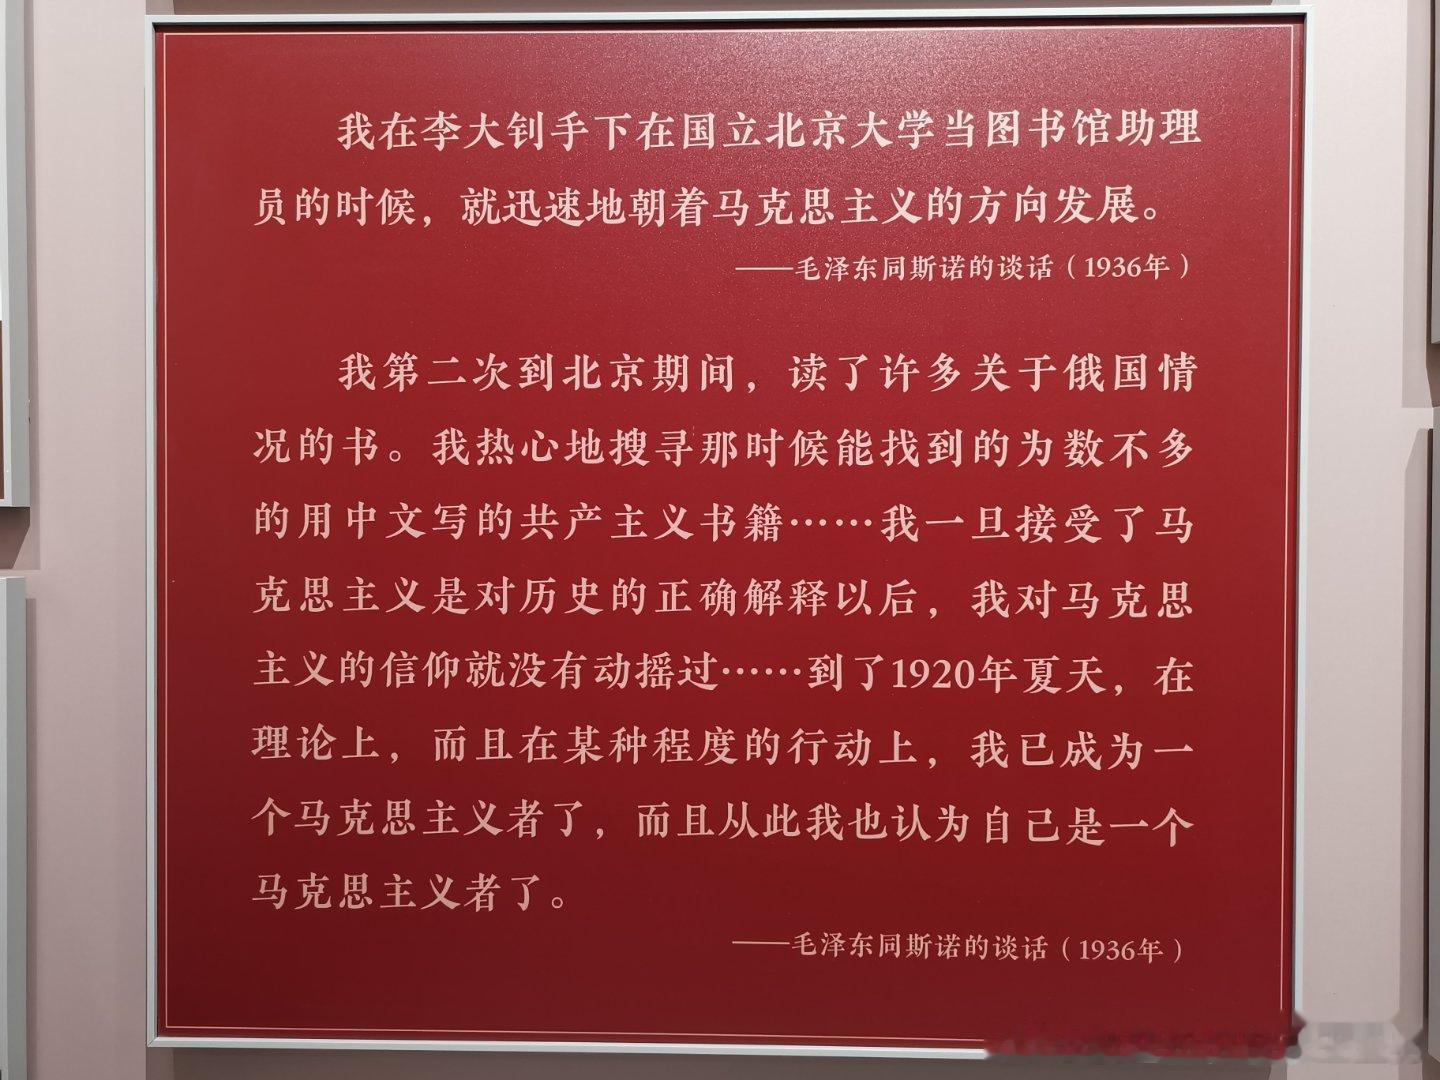 我在李大钊手下在国立北京大学当图书馆助理
员的时候，就迅速地朝着马克思主义的方向发展。
——毛泽东同斯诺的谈话（1936年）
我第二次到北京期间，读了许多关于俄国情
况的书。我热心地搜寻那时候能找到的为数不多
的用中文写的共产主义书籍……我一旦接受了马
克思主义是对历史的正确解释以后，我对马克思
主义的信仰就没有动摇过……到了1920年夏天，在
理论上，而且在某种程度的行动上，我已成为一
个马克思主义者了，而且从此我也认为自己是一个
马克思主义者了。
——毛泽东同斯诺的谈话（1936年）